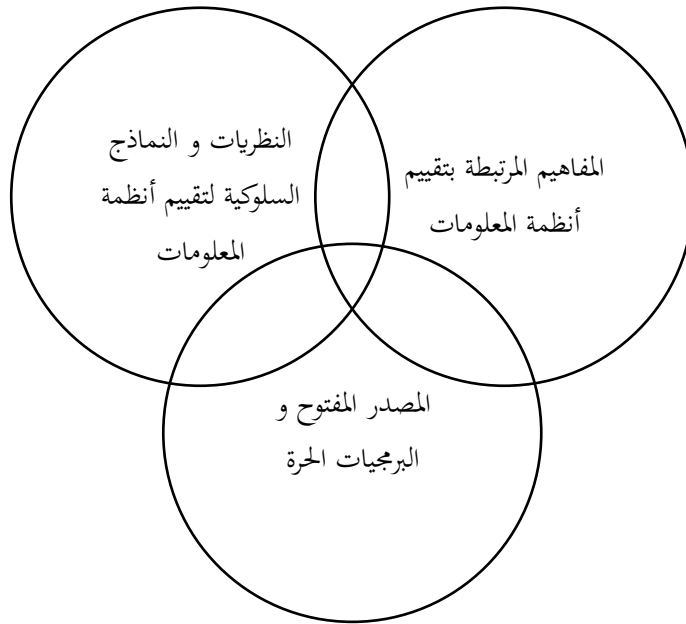 المفاهيم المرتبطة بتقييم
أنظمة المعلومات
النظريات و النماذج
السلوكية لتقييم أنظمة
المعلومات
المصدر المفتوح و
البرمجيات الحرة